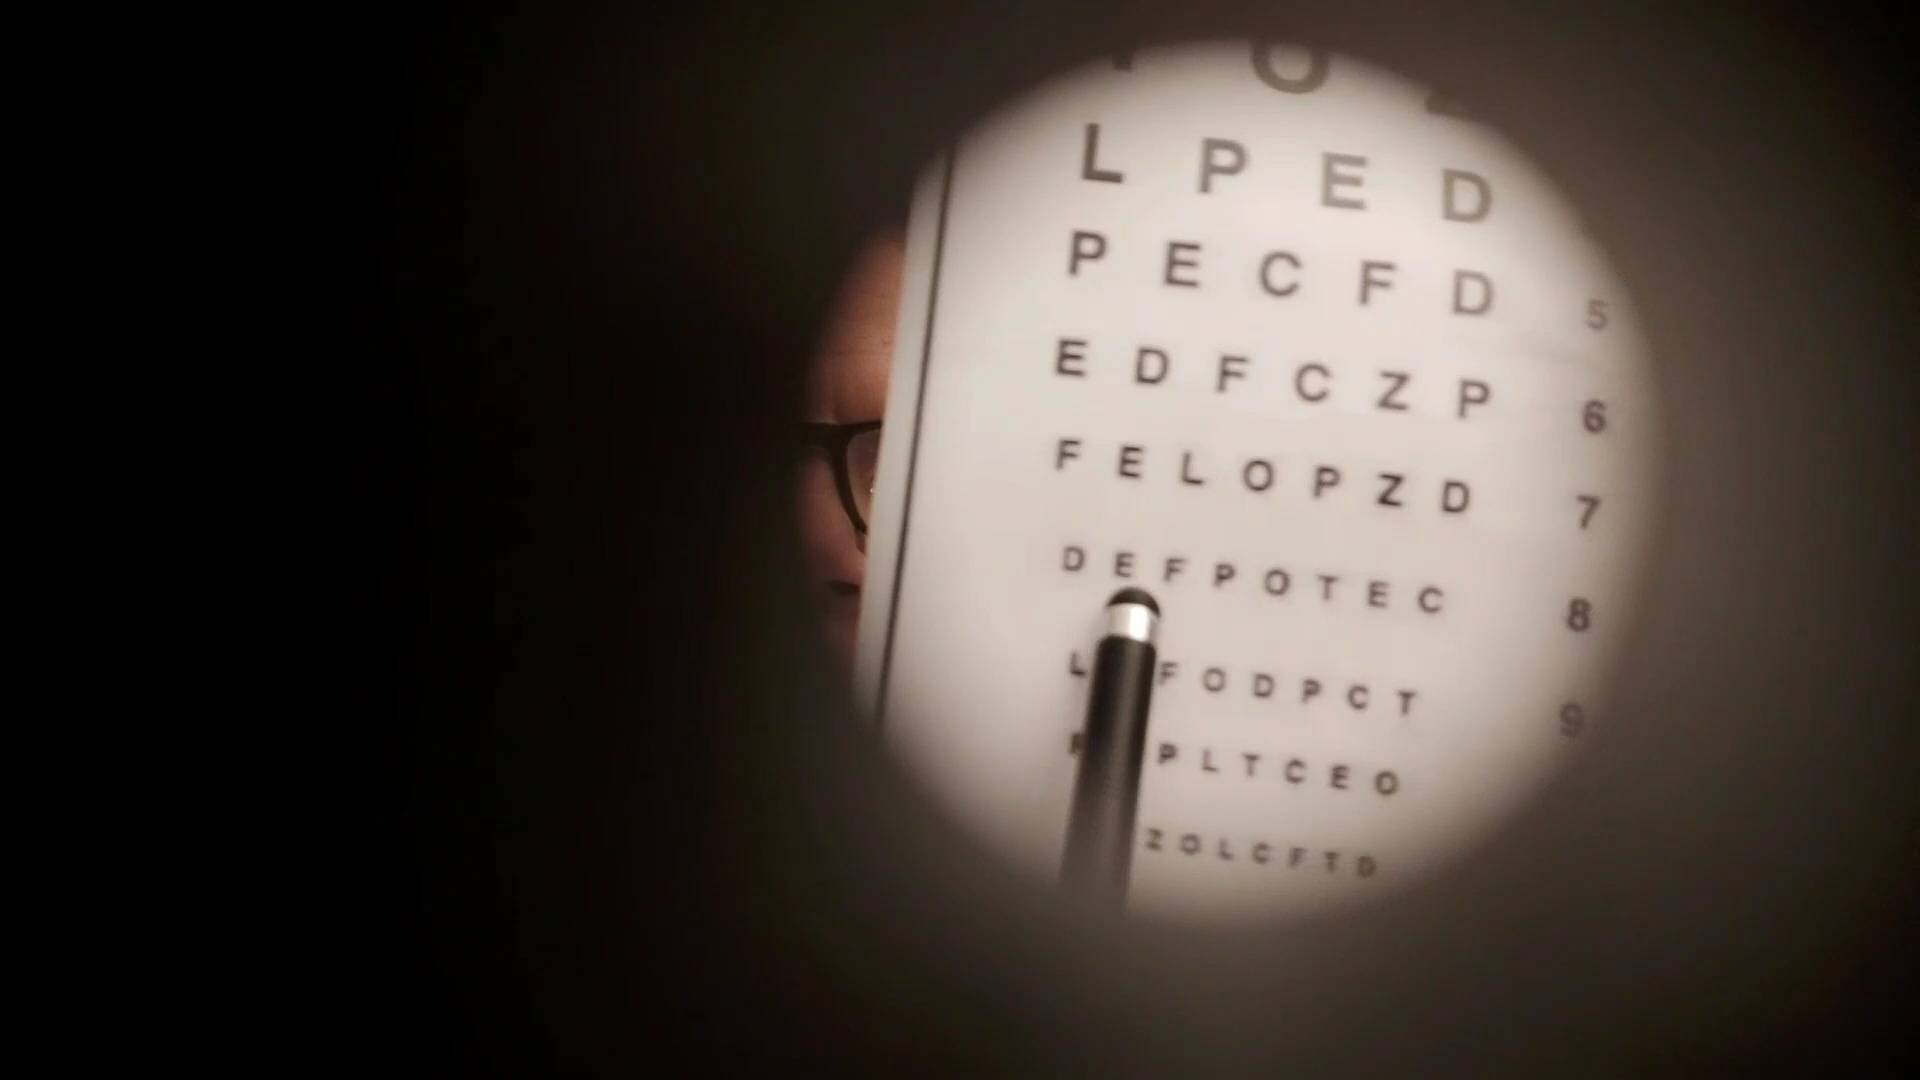 O
L P E D
P E C F D 5
E D F C Z P 6
F E L O P Z D 7
D E F P O T E C 8
L F O D P C T 9
P L T C E O
Z O L C F T D